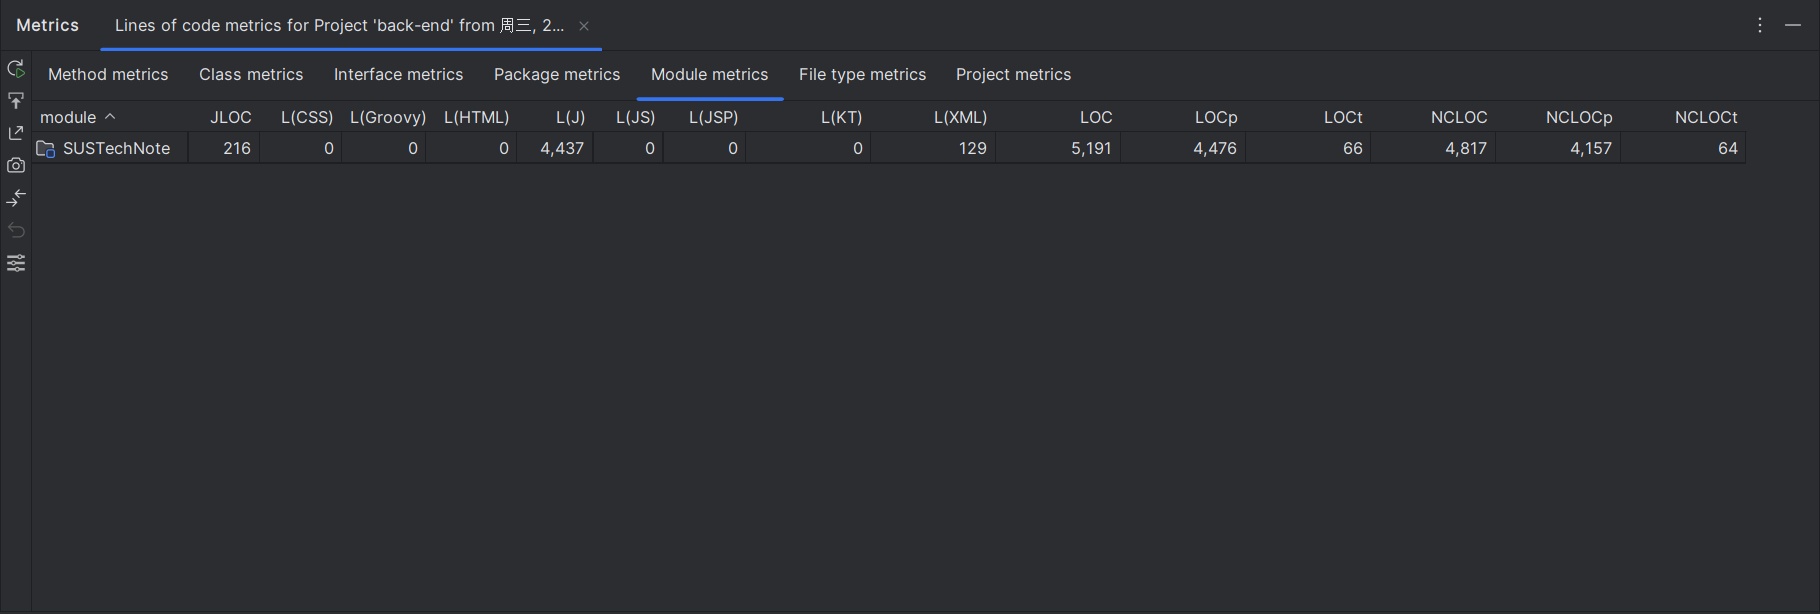 Metrics Lines of code metrics for Project 'back-end' from 周三, 2...
Method metrics Class metrics Interface metrics Package metrics Module metrics File type metrics Project metrics
module JLOC L(CSS) L(Groovy) L(HTML) L(J) L(JS) L(JSP) L(KT) L(XML) LOC LOCp LOCt NCLOC NCLOCp NCLOCt
SUSTechNote 216 0 0 0 4,437 0 0 0 129 5,191 4,476 66 4,817 4,157 64